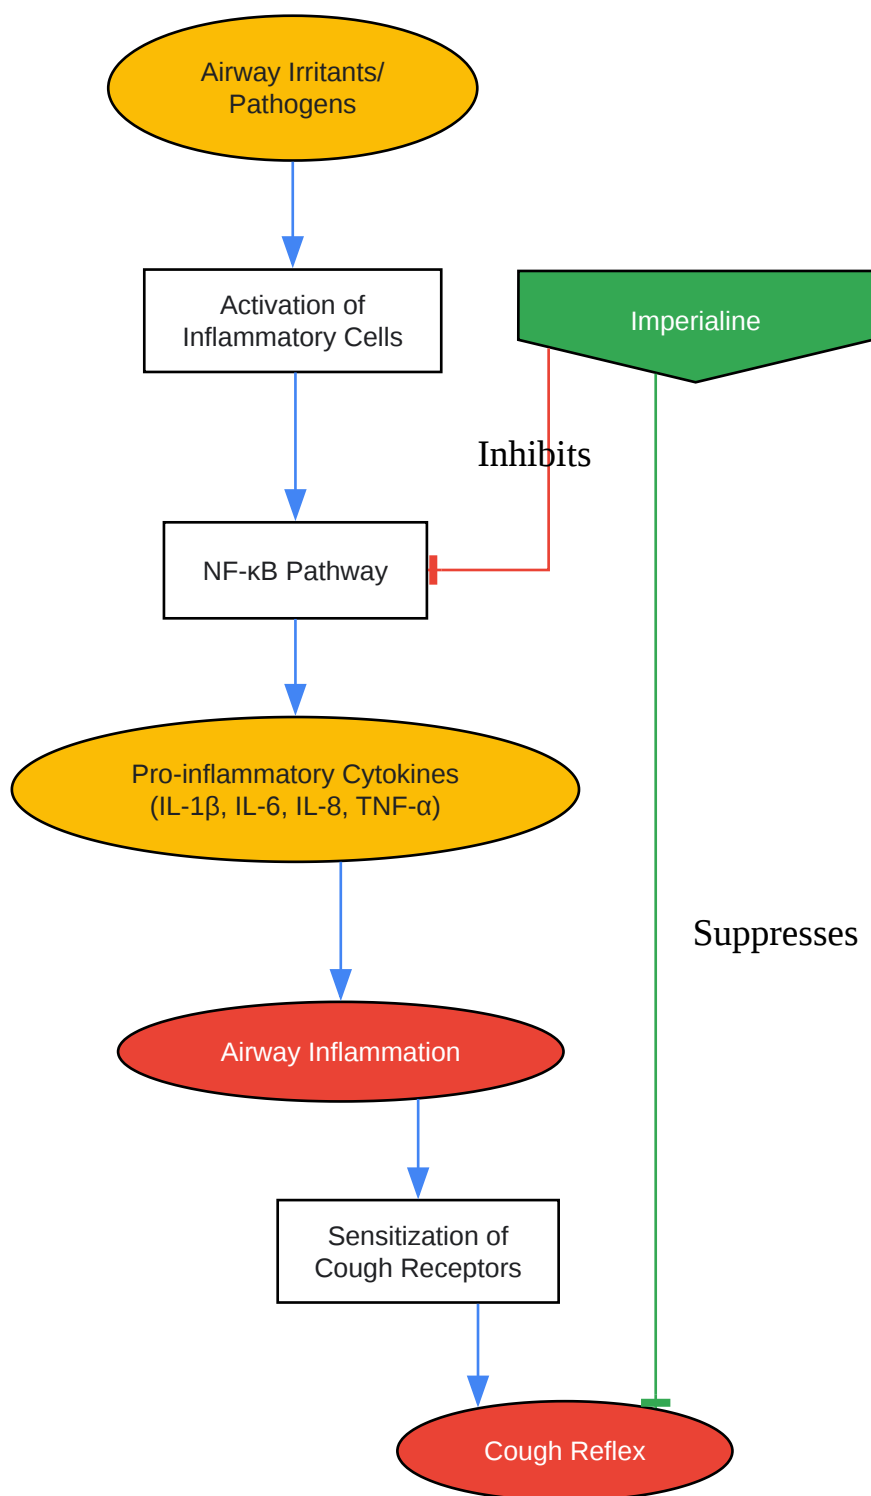 Airway Irritants/
Pathogens
Activation of
Inflammatory Cells
Imperialine
Inhibits
NF-κB Pathway
Pro-inflammatory Cytokines
(IL-1β, IL-6, IL-8, TNF-α)
Suppresses
Airway Inflammation
Sensitization of
Cough Receptors
Cough Reflex